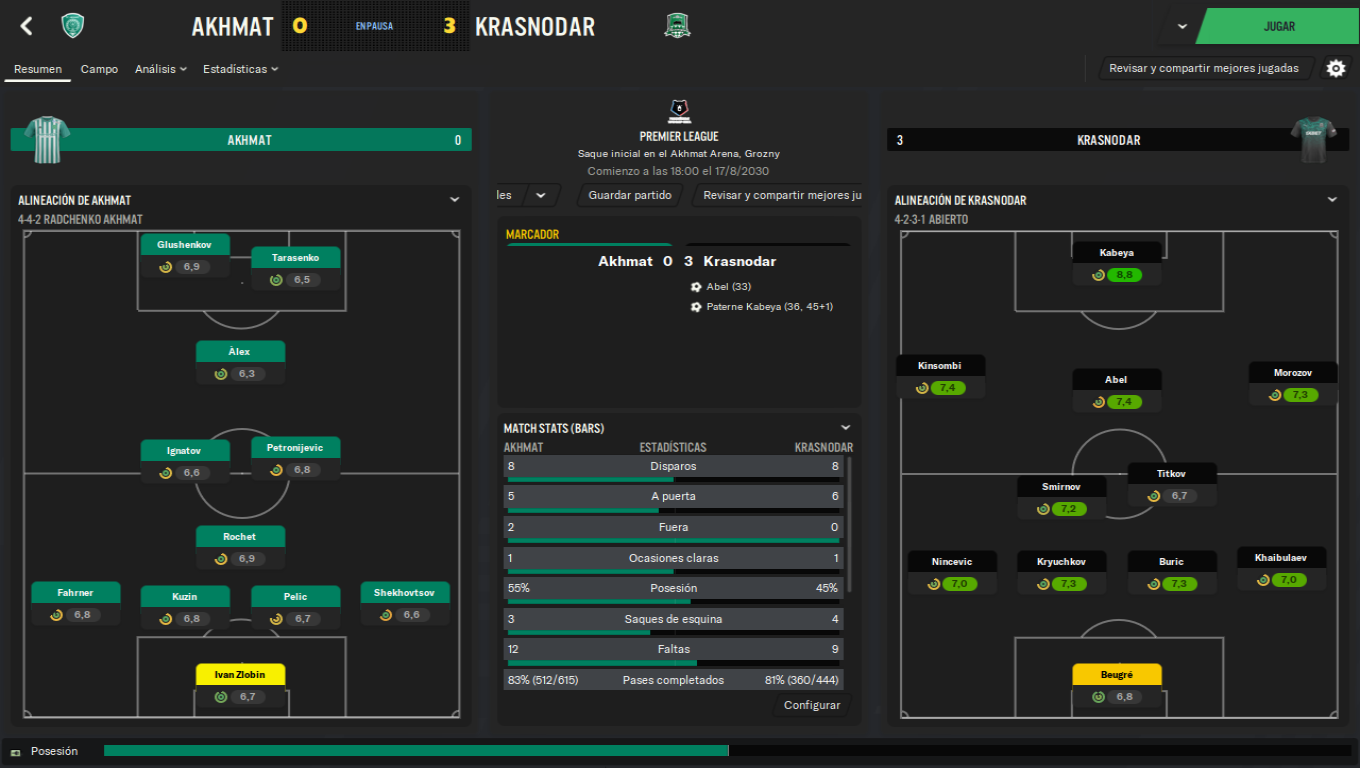 AKHMAT 0 EN PAUSA 3 KRASNODAR
JUGAR
Resumen Campo Análisis Estadísticas
Revisar y compartir mejores jugadas
AKHMAT 0
PREMIER LEAGUE
Saque inicial en el Akhmat Arena, Grozny
Comienzo a las 18:00 el 17/8/2030
les Guardar partido Revisar y compartir mejores ju
3 KRASNODAR
ALINEACIÓN DE AKHMAT
4-4-2 RADCHENKO AKHMAT
Glushenkov
6,9
Tarasenko
6,5
Àlex
6,3
Ignatov
6,6
Petronijevic
6,8
Rochet
6,9
Fahrner
6,8
Kuzin
6,8
Pelic
6,7
Shekhovtsov
6,6
Ivan Zlobin
6,7
MARCADOR
Akhmat 0 3 Krasnodar
Abel (33)
Paterne Kabeya (36, 45+1)
MATCH STATS (BARS)
AKHMAT ESTADÍSTICAS KRASNODAR
8 Disparos 8
5 A puerta 6
2 Fuera 0
1 Ocasiones claras 1
55% Posesión 45%
3 Saques de esquina 4
12 Faltas 9
83% (512/615) Pases completados 81% (360/444)
Configurar
ALINEACIÓN DE KRASNODAR
4-2-3-1 ABIERTO
Kabeya
8,8
Kinsombi
7,4
Abel
7,4
Morozov
7,3
Smirnov
7,2
Titkov
6,7
Nincevic
7,0
Kryuchkov
7,3
Buric
7,3
Khaibulaev
7,0
Beugré
6,8
Posesión